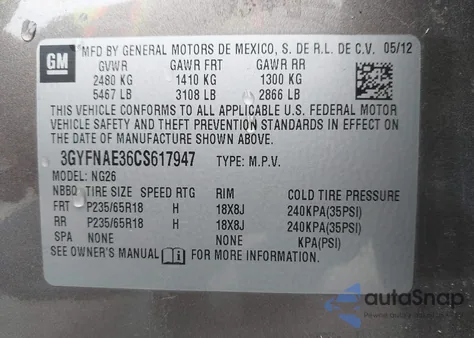 GM
MFD BY GENERAL MOTORS DE MEXICO, S. DE R.L. DE C.V. 05/12
GVWR GAWR FRT GAWR RR
2480 KG 1410 KG 1300 KG
5467 LB 3108 LB 2866 LB
THIS VEHICLE CONFORMS TO ALL APPLICABLE U.S. FEDERAL MOTOR
VEHICLE SAFETY AND THEFT PREVENTION STANDARDS IN EFFECT ON
THE DATE OF MANUFACTURE SHOWN ABOVE.
3GYFNAE36CS617947 TYPE: M.P.V.
MODEL: NG26
NBBQ TIRE SIZE SPEED RTG RIM COLD TIRE PRESSURE
FRT P235/65R18 H 18X8J 240KPA(35PSI)
RR P235/65R18 H 18X8J 240KPA(35PSI)
SPA NONE NONE KPA(PSI)
SEE OWNER'S MANUAL FOR MORE INFORMATION.
autoSnap